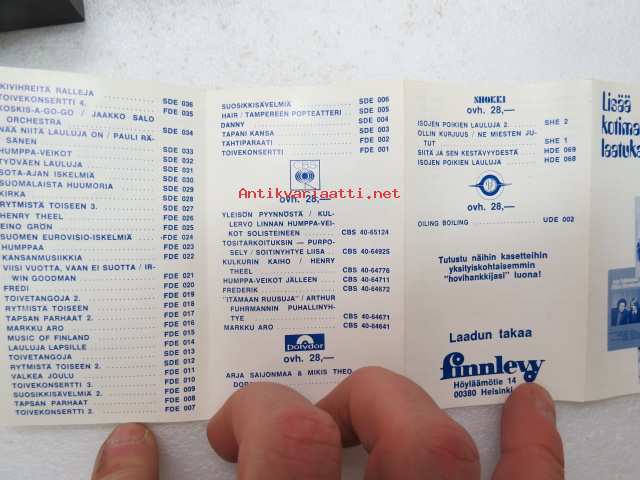 KIVIHREITÄ RALLEJA
TOIVEKONSERTTI 4. SDE 036
KOSKIS-A-GO-GO / JAAKKO SALO FDE 035
ORCHESTRA
NÄÄ NIITÄ LAULUJA ON / PAULI RÄ- SDE 034
SÄNEN
HUMPPA-VEIKOT SDE 033
TYÖVÄEN LAULUJA SDE 031
SOTA-AJAN ISKELMIÄ SDE 030
SUOMALAISTA HUUMORIA SDE 029
KIRKA SDE 028
RYTMISTÄ TOISEEN 3. SDE 027
HENRY THEEL FDE 026
EINO GRÖN SDE 025
SUOMEN EUROVISIO-ISKELMIÄ -FDE 024
HUMPPAA FDE 023
KANSANMUSIIKKIA FDE 022
VIISI VUOTTA, VAAN EI SUOTTA / IR-
WIN GOODMAN FDE 021
FREDI FDE 020
TOIVETANGOJA 2. FDE 019
RYTMISTÄ TOISEEN FDE 018
TAPSAN PARHAAT 2. FDE 017
MARKKU ARO FDE 016
MUSIC OF FINLAND FDE 015
LAULUJA LAPSILLE FDE 014
TOIVETANGOJA SDE 013
RYTMISTÄ TOISEEN 2. SDE 012
VALKEA JOULU FDE 011
TOIVEKONSERTTI 3. FDE 010
SUOSIKKISÄVELMIÄ 2. FDE 009
TAPSAN PARHAAT FDE 008
TOIVEKONSERTTI 2. FDE 007
SUOSIKKISÄVELMIÄ SDE 006
HAIR / TAMPEREEN POPTEATTERI SDE 005
DANNY SDE 004
TAPANI KANSA SDE 003
TÄHTIPARAATI FDE 002
TOIVEKONSERTTI FDE 001
CBS
ovh. 28,—
YLEISÖN PYYNNÖSTÄ / KUL-
LERVO LINNAN HUMPPA-VEI-
KOT SOLISTEINEEN CBS 40-65124
TOSITARKOITUKSIN — PURPO-
SELY / SOITINYHTYE LIISA CBS 40-64925
KULKURIN KAIHO / HENRY
THEEL CBS 40-64776
HUMPPA-VEIKOT JÄLLEEN CBS 40-64711
FREDERIK CBS 40-64672
"ITÄMAAN RUUSUJA" / ARTHUR
FUHRMANNIN PUHALLINYH-
TYE CBS 40-64671
MARKKU ARO CBS 40-64641
Polydor
ovh. 28,—
ARJA SAIJONMAA & MIKIS THEO
SHOKKI
ovh. 28,—
ISOJEN POIKIEN LAULUJA 2. SHE 2
OLLIN KURJUUS / NE MIESTEN JU-
TUT SHE 1
SIITÄ JA SEN KESTÄVYYDESTÄ HDE 069
ISOJEN POIKIEN LAULUJA HDE 068
ovh. 28,—
OILING BOILING UDE 002
Tutustu näihin kasetteihin
yksityiskohtaisemmin
"hovihankkijasi" luona!
Laadun takaa
finnlevy
Höyläämötie 14
00380 Helsinki
Lisää
kotima
laatuka
Antikvariaatti.net